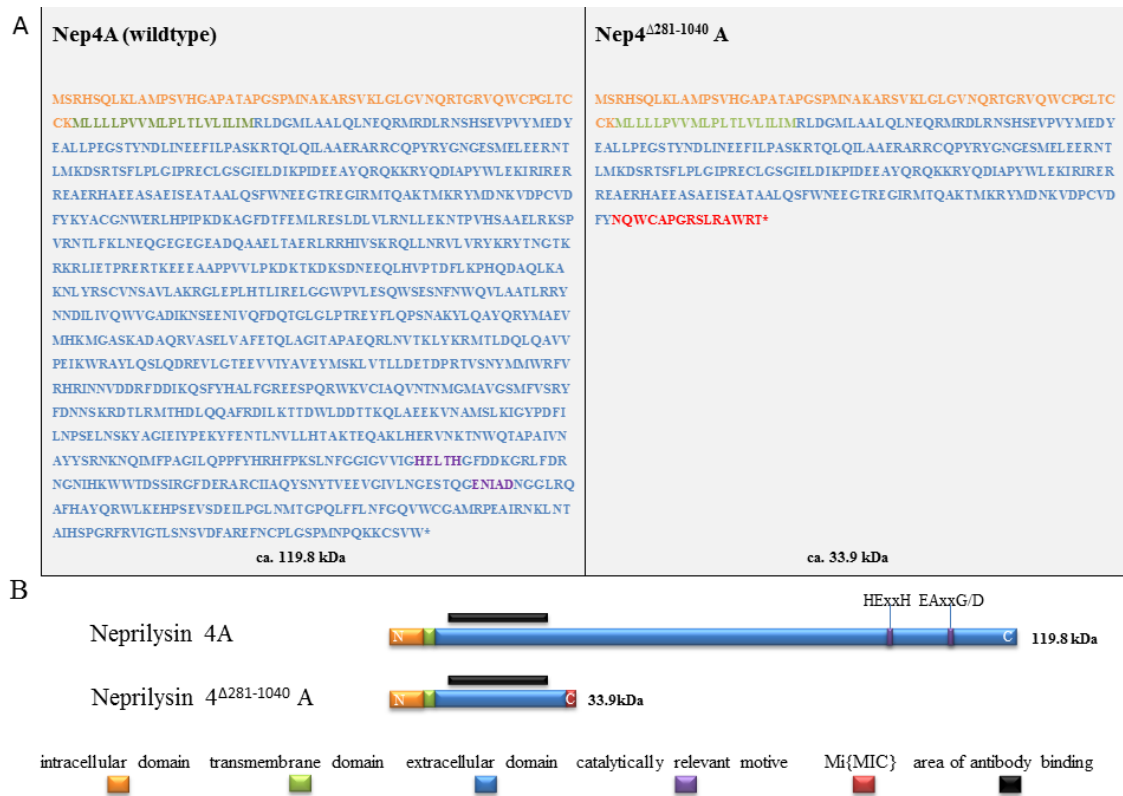 A
Nep4A (wildtype)
MSRHSQLKLAMPSVHGAPATAPGSPMNAKARSVKLGLGVNQRTGRVQWCPGLTC
CKMLLLLPVVMLPLTLVLILIMRLDGMLAALQLNEQRMRDLRNSHSEVPVYMEDY
EALLPEGSTYNDLINEEFILPASKRTQLQILAAERARRCQPYRYGNGESMELEERNT
LMKDSRTSFLPLGIPRECLGSGIELDIKPIDEEAYQRQKKRYQDIAPYWLEKIRIRER
REAERHAEEASAEISEATAALQSFWNEEGTREGIRMTQAKTMKRYMDNKVDPCVD
FYKYACGNWERLHPIPKDKAGFDTFEMLRESLDLVLRNLLEKNTPVHSAAELRKSP
VRNTLFKLNEQGEGEGEADQAAELTAERLRRHIVSKRQLLNRVLVRYKRYTNGTK
RKRLIETPRERTKEEEAAPPVVLPKDKTKDKSDNEEQLHVPTDFLKPHQDAQLKA
KNLYRSCVNSAVLAKRGLEPLHTLIRELGGWPVLESQWSESNFNWQVLAATLRRY
NNDILIVQWVGADIKNSEENIVQFDQTGLGLPTREYFLQPSNAKYLQAYQRYMAEV
MHKMGASKADAQRVASELVAFETQLAGITAPAEQRLNVTKLYKRMTLDQLQAVV
PEIKWRAYLQSLQDREVLGTEEVVIYAVEYMSKLVTLLDETDPRTVSNYMMWRFV
RHRINNVDDRFDDIKQSFYHALFGREESPQRWKVCIAQVNTNMGMAVGSMFVSRY
FDNNSKRDTLRMTHDLQQAFRDILKTTDWLDDTTKQLAEEKVNAMSLKIGYPDFI
LNPSELNSKYAGIEIYPEKYFENTLNVLLHTAKTEQAKLHERVNKTNWQTAPAIVN
AYYSRNKNQIMFPAGILQPPFYHRHFPKSLNFGGIGVVIGHELTHGFDDKGRLFDR
NGNIHKWWTDSSIRGFDERARCIIAQYSNYTVEEVGIVLNGESTQGENIADNGGLRQ
AFHAYQRWLKEHPSEVSDEILPGLNMTGPQLFFLNFGQVWCGAMRPEAIRNKLNT
AIHSPGRFRVIGTLSNSVDFAREFNCPLGSPMNPQKKCSVW*
ca. 119.8 kDa
Nep4Δ281-1040 A
MSRHSQLKLAMPSVHGAPATAPGSPMNAKARSVKLGLGVNQRTGRVQWCPGLTC
CKMLLLLPVVMLPLTLVLILIMRLDGMLAALQLNEQRMRDLRNSHSEVPVYMEDY
EALLPEGSTYNDLINEEFILPASKRTQLQILAAERARRCQPYRYGNGESMELEERNT
LMKDSRTSFLPLGIPRECLGSGIELDIKPIDEEAYQRQKKRYQDIAPYWLEKIRIRER
REAERHAEEASAEISEATAALQSFWNEEGTREGIRMTQAKTMKRYMDNKVDPCVD
FYNQWCAPGRSLRAWRT*
ca. 33.9 kDa
B
HExxH EAxxG/D
Neprilysin 4A
N C
119.8 kDa
Neprilysin 4Δ281-1040 A
N C
33.9kDa
intracellular domain transmembrane domain extracellular domain catalytically relevant motive Mi{MIC} area of antibody binding